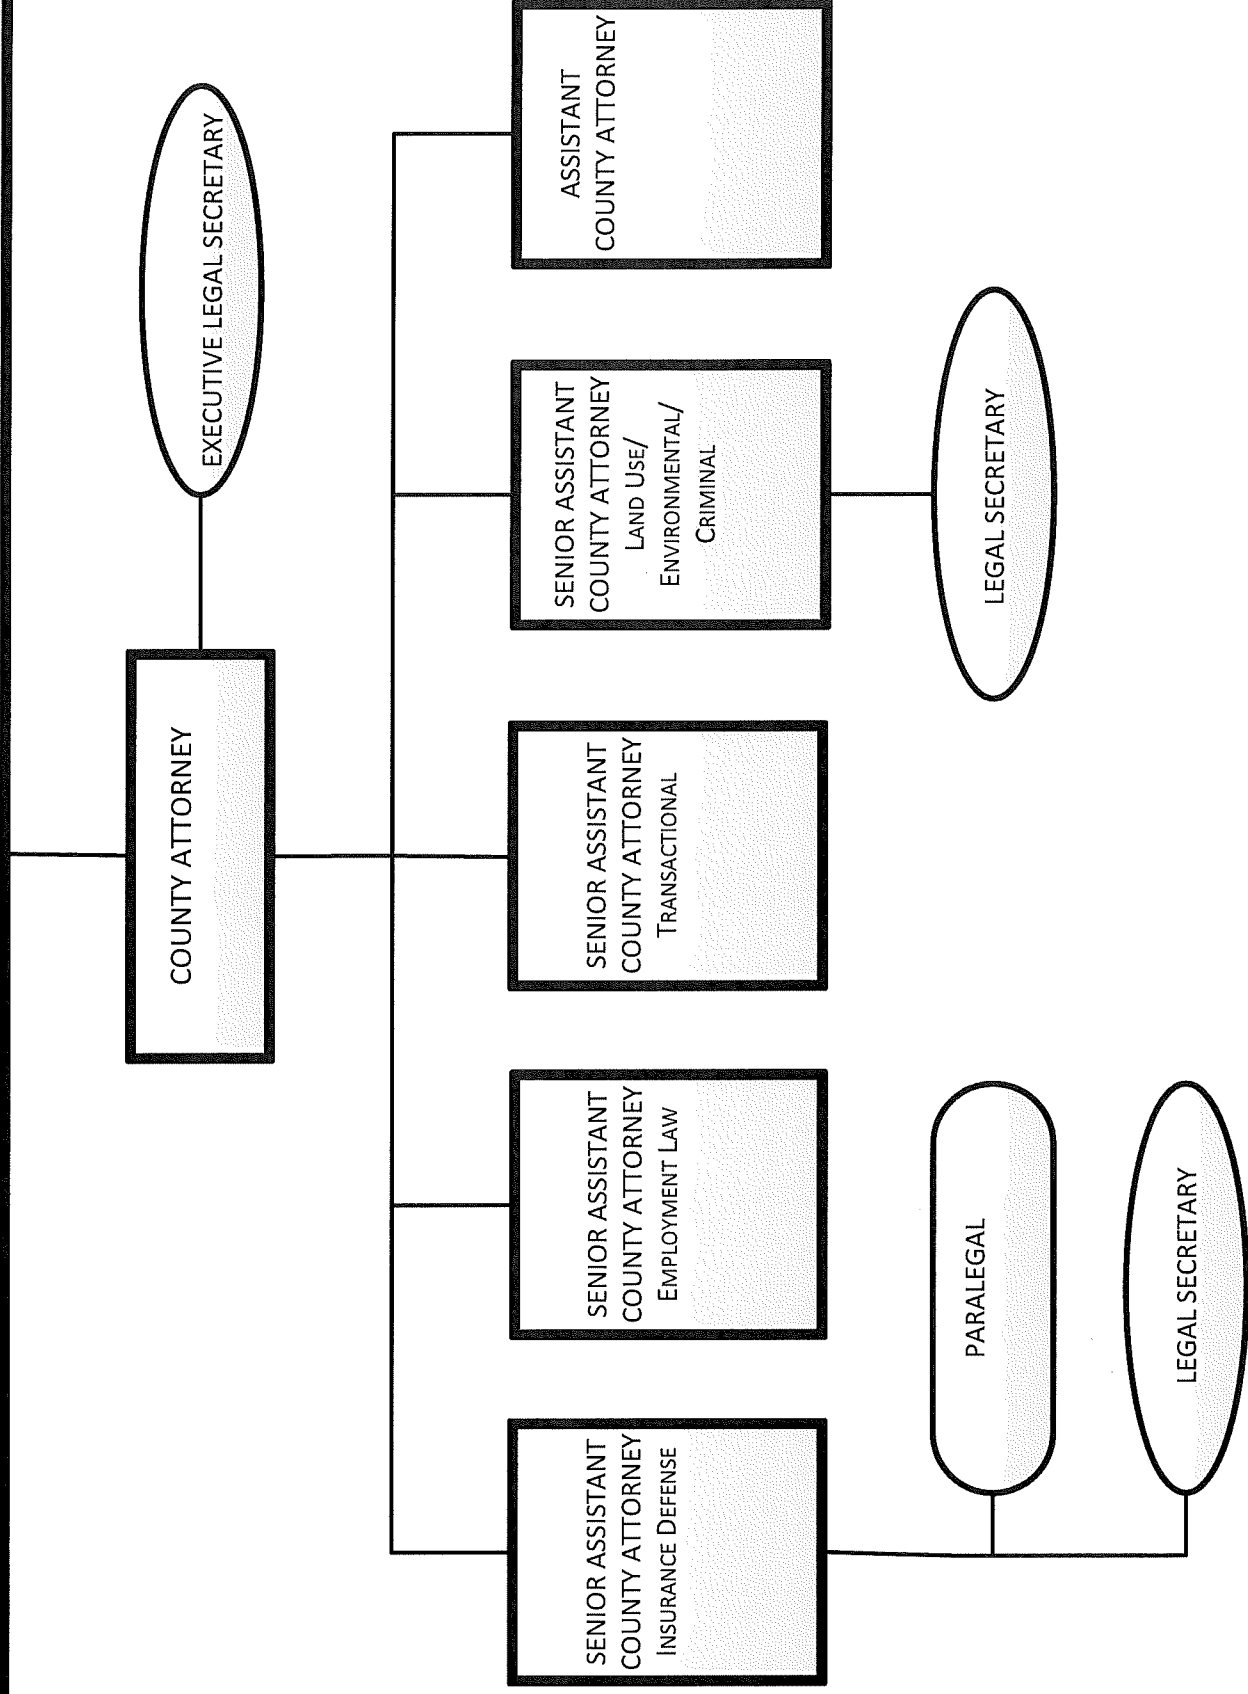 COUNTY ATTORNEY
EXECUTIVE LEGAL SECRETARY
SENIOR ASSISTANT
COUNTY ATTORNEY
INSURANCE DEFENSE
SENIOR ASSISTANT
COUNTY ATTORNEY
EMPLOYMENT LAW
SENIOR ASSISTANT
COUNTY ATTORNEY
TRANSACTIONAL
SENIOR ASSISTANT
COUNTY ATTORNEY
LAND USE/
ENVIRONMENTAL/
CRIMINAL
ASSISTANT
COUNTY ATTORNEY
PARALEGAL
LEGAL SECRETARY
LEGAL SECRETARY